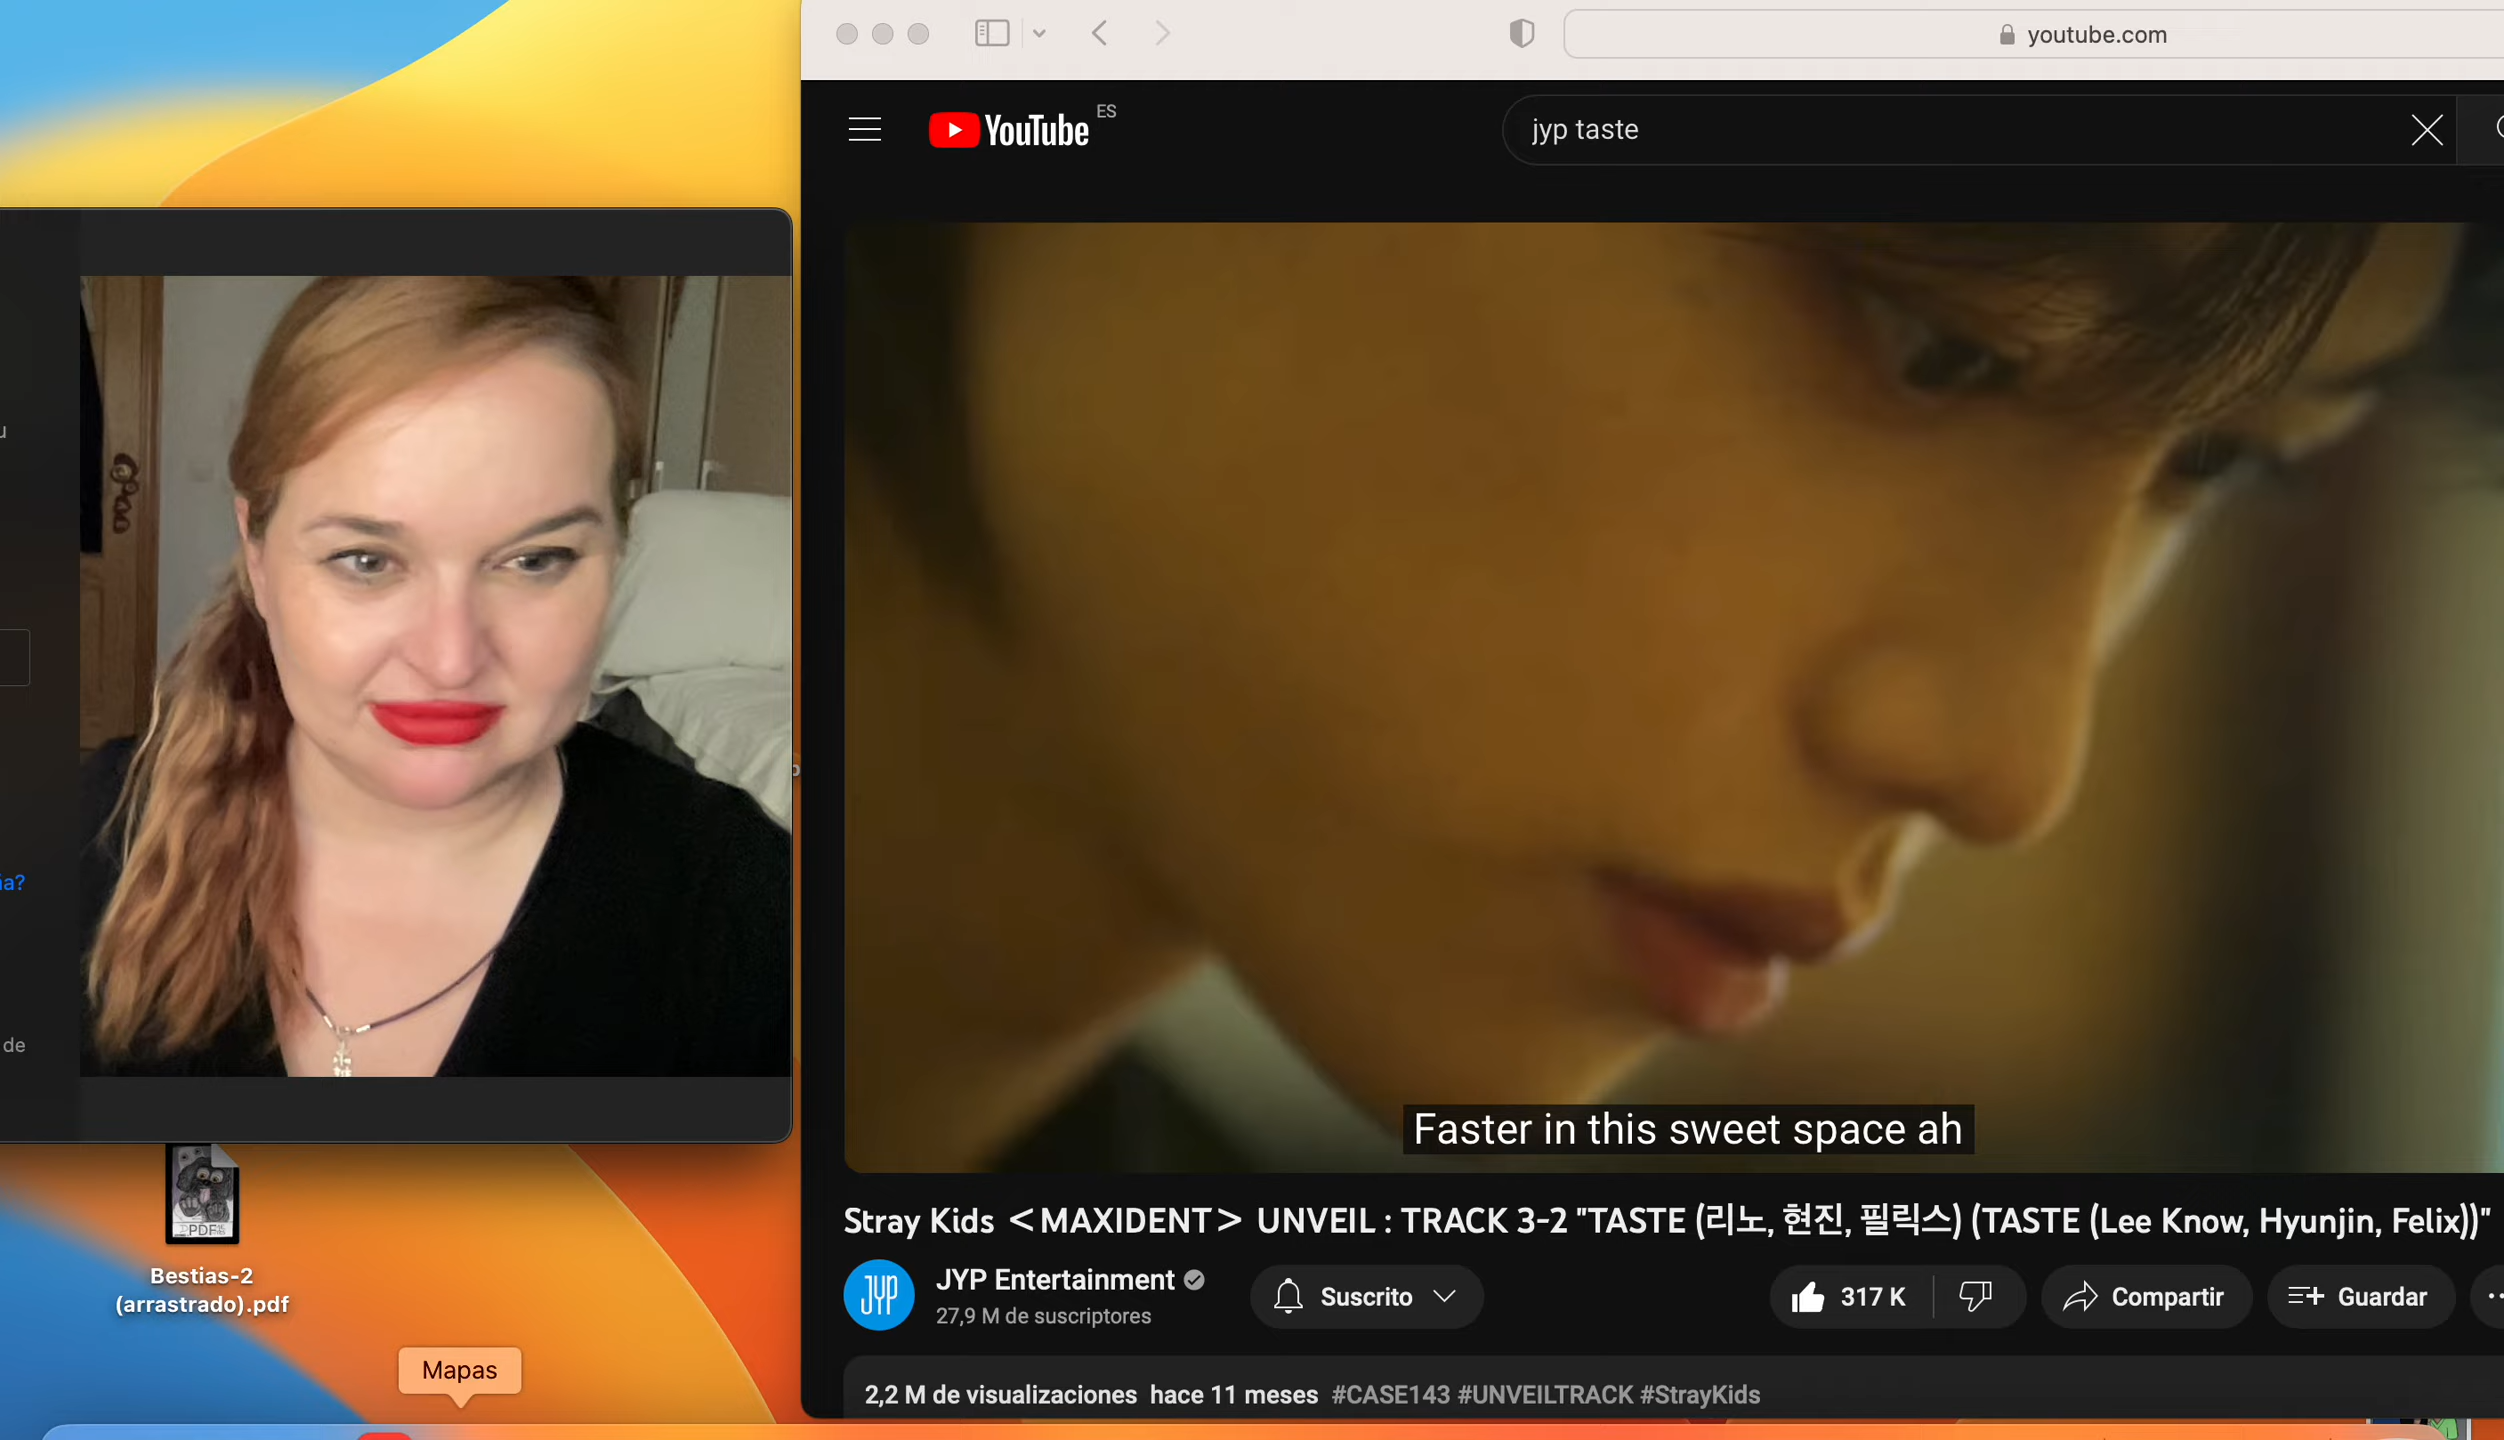 youtube.com
YouTube ES
jyp taste
de
Faster in this sweet space ah
Stray Kids <MAXIDENT> UNVEIL : TRACK 3-2 "TASTE (리노, 현진, 필릭스) (TASTE (Lee Know, Hyunjin, Felix))"
JYP
JYP Entertainment
27,9 M de suscriptores
Suscrito
317 K
Compartir
Guardar
2,2 M de visualizaciones hace 11 meses #CASE143 #UNVEILTRACK #StrayKids
PDF
Bestias-2
(arrastrado).pdf
Mapas